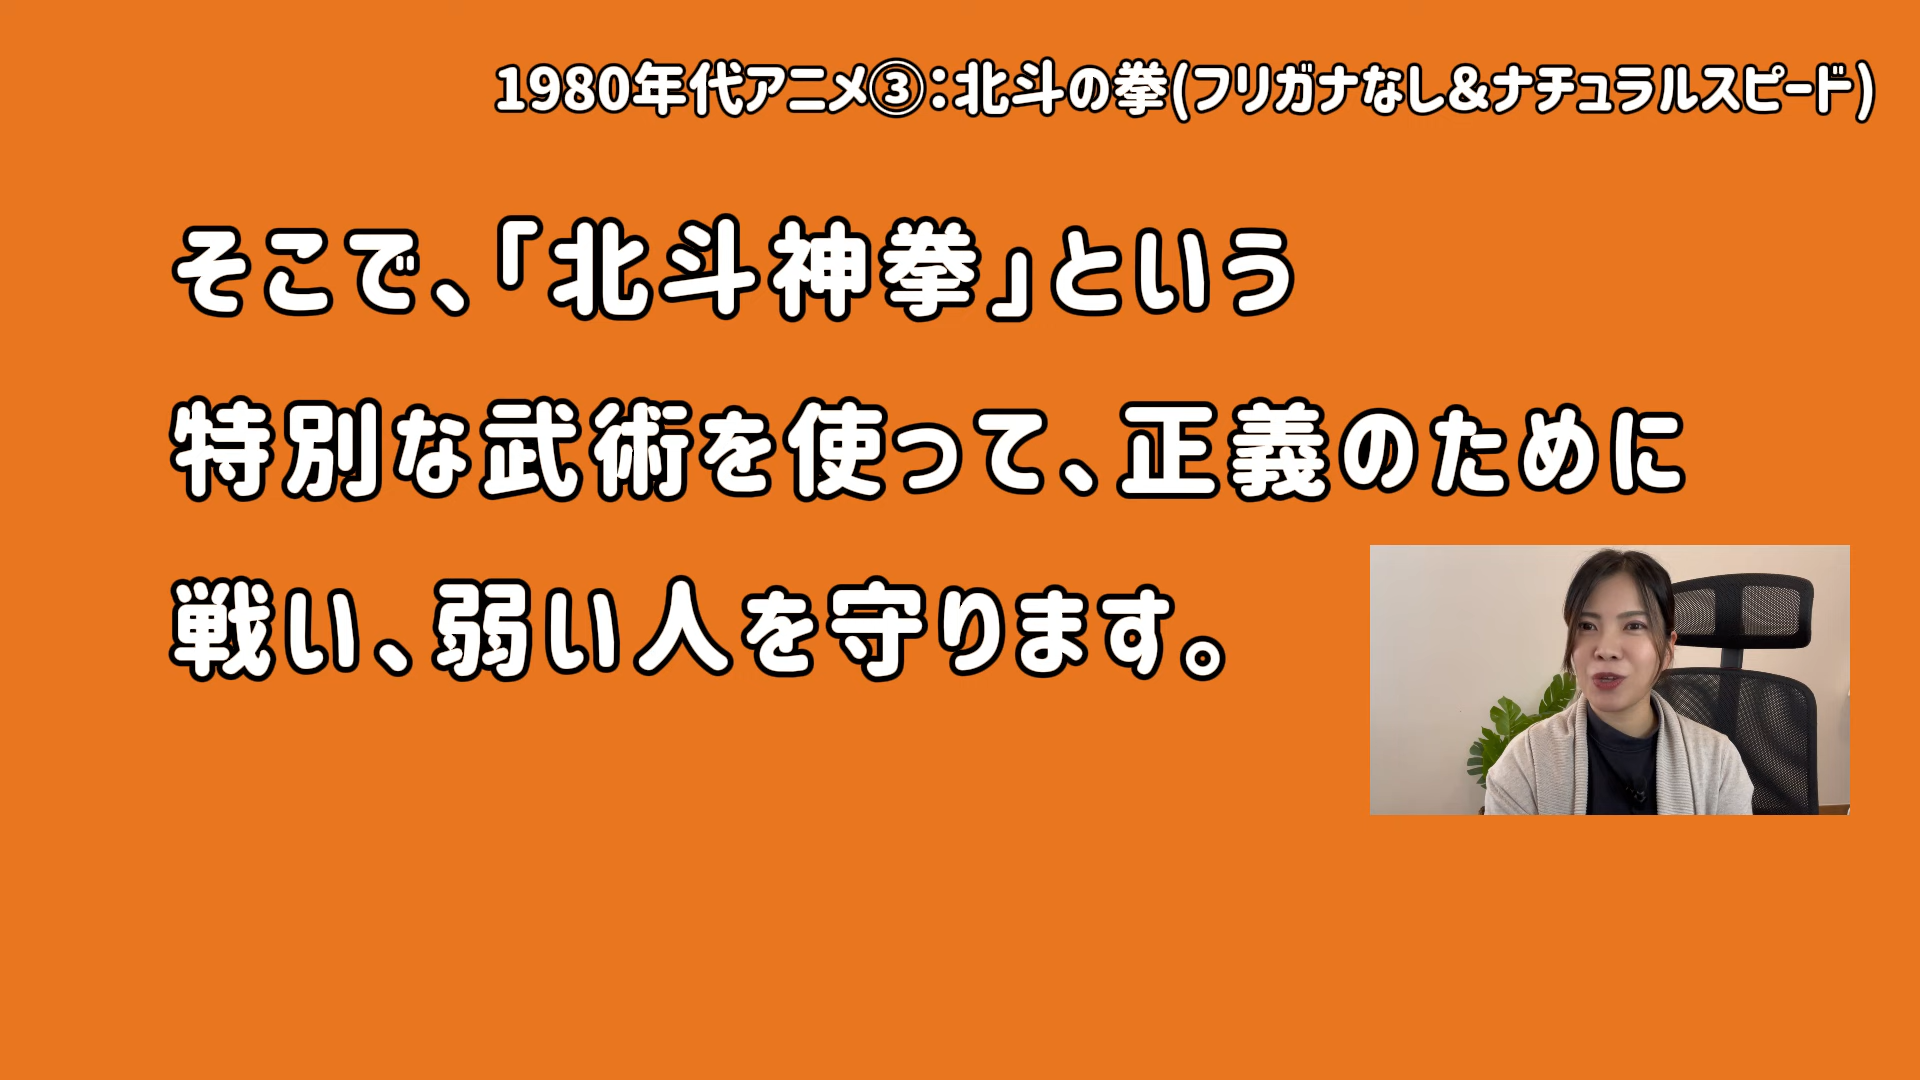 1980年代アニメ③：北斗の拳(フリガナなし&ナチュラルスピード)
そこで、「北斗神拳」という
特別な武術を使って、正義のために
戦い、弱い人を守ります。